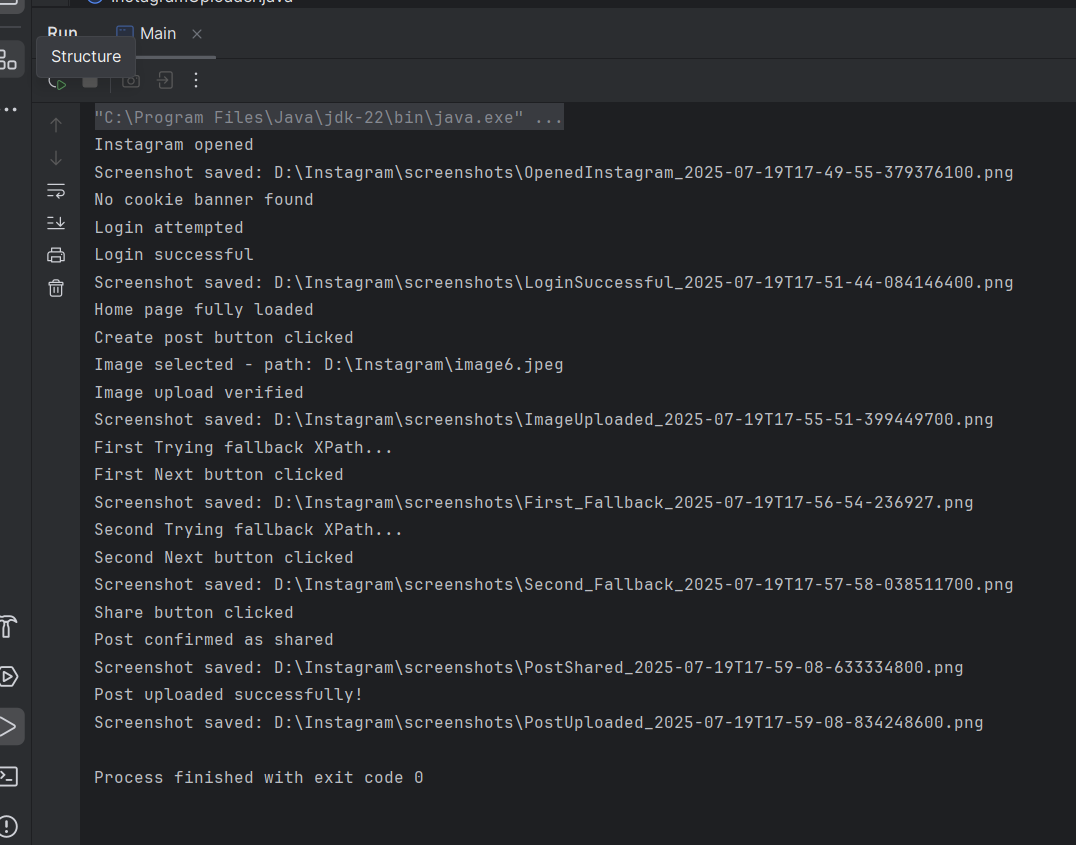 InstagramUploader.java
Run
Main
Structure
"C:\Program Files\Java\jdk-22\bin\java.exe" ...
Instagram opened
Screenshot saved: D:\Instagram\screenshots\OpenedInstagram_2025-07-19T17-49-55-379376100.png
No cookie banner found
Login attempted
Login successful
Screenshot saved: D:\Instagram\screenshots\LoginSuccessful_2025-07-19T17-51-44-084146400.png
Home page fully loaded
Create post button clicked
Image selected - path: D:\Instagram\image6.jpeg
Image upload verified
Screenshot saved: D:\Instagram\screenshots\ImageUploaded_2025-07-19T17-55-51-399449700.png
First Trying fallback XPath...
First Next button clicked
Screenshot saved: D:\Instagram\screenshots\First_Fallback_2025-07-19T17-56-54-236927.png
Second Trying fallback XPath...
Second Next button clicked
Screenshot saved: D:\Instagram\screenshots\Second_Fallback_2025-07-19T17-57-58-038511700.png
Share button clicked
Post confirmed as shared
Screenshot saved: D:\Instagram\screenshots\PostShared_2025-07-19T17-59-08-633334800.png
Post uploaded successfully!
Screenshot saved: D:\Instagram\screenshots\PostUploaded_2025-07-19T17-59-08-834248600.png
Process finished with exit code 0